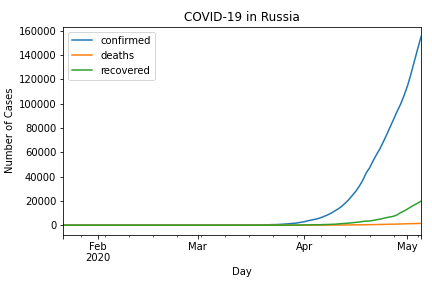 COVID-19 in Russia
confirmed
deaths
recovered
Number of Cases
160000
140000
120000
100000
80000
60000
40000
20000
0
Feb Mar Apr May
2020
Day